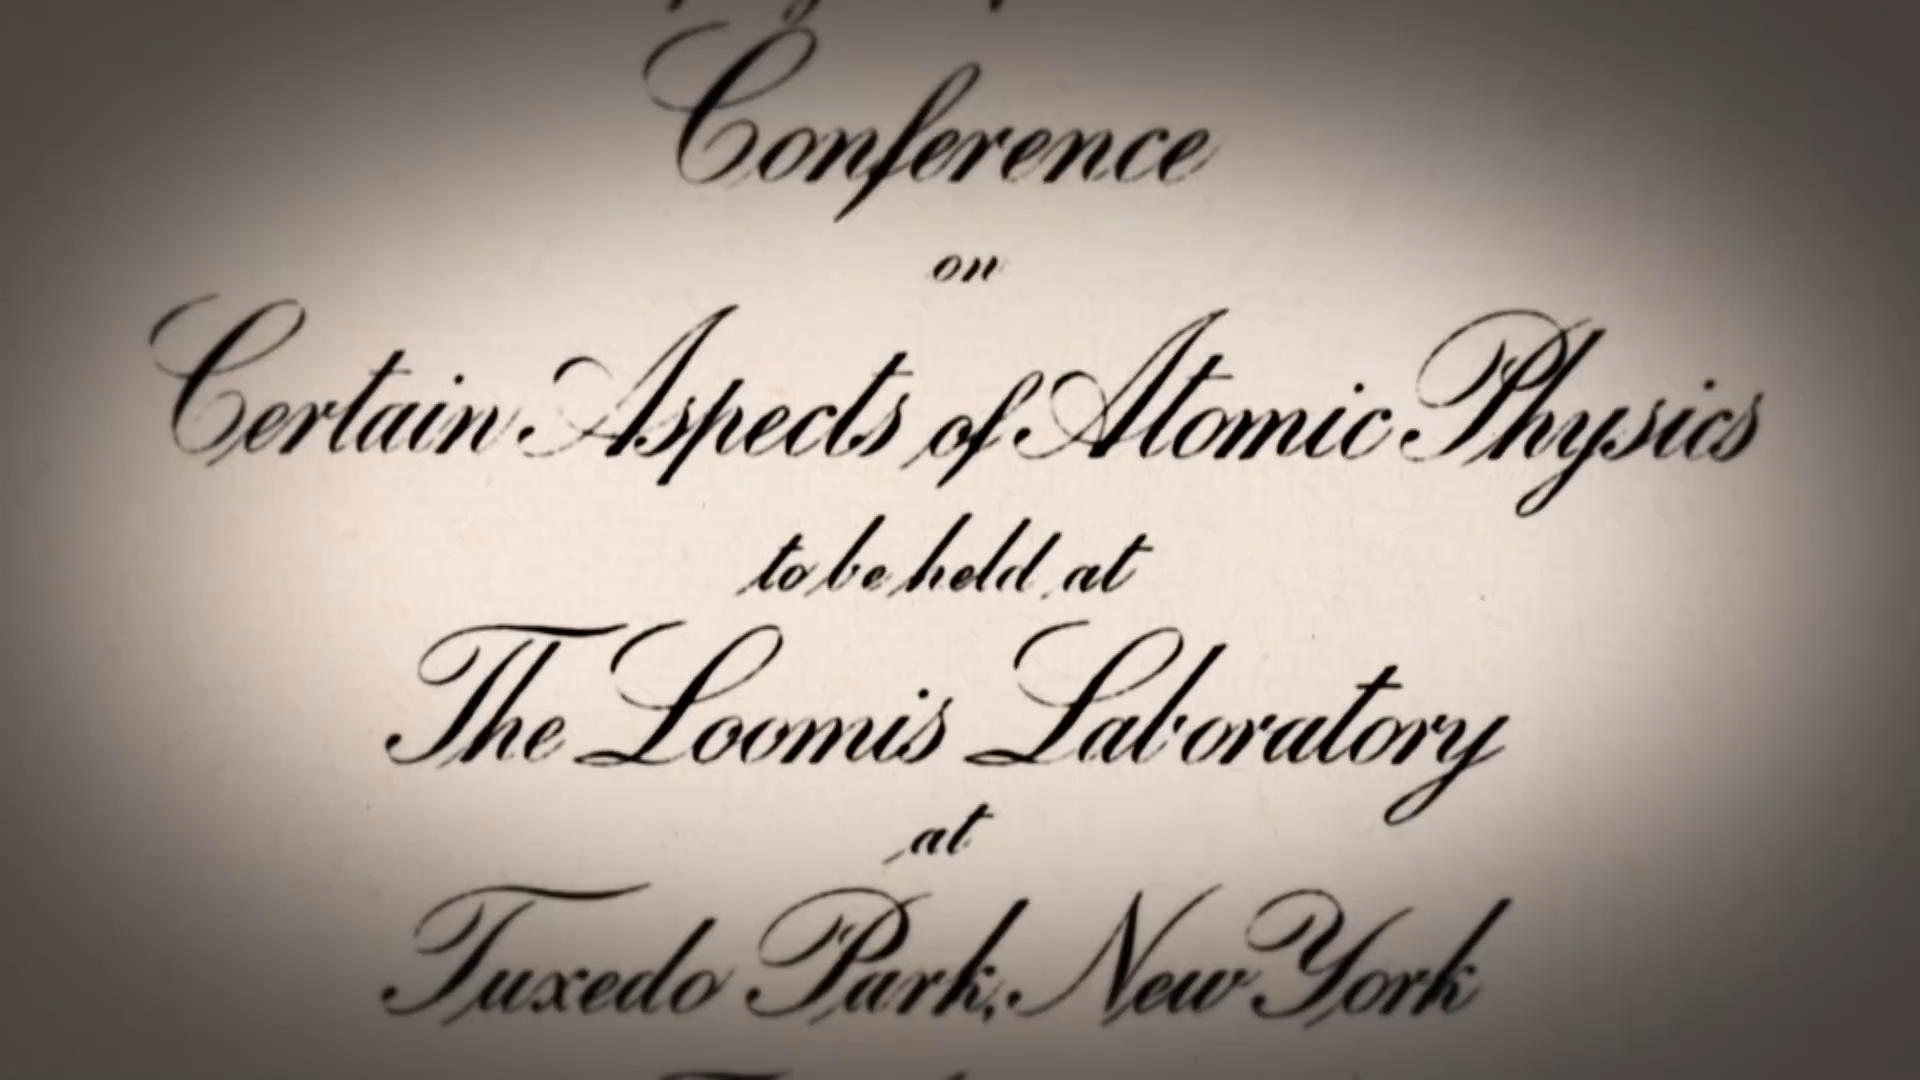 Conference
on
Certain Aspects of Atomic Physics
to be held at
The Loomis Laboratory
at
Tuxedo Park, New York